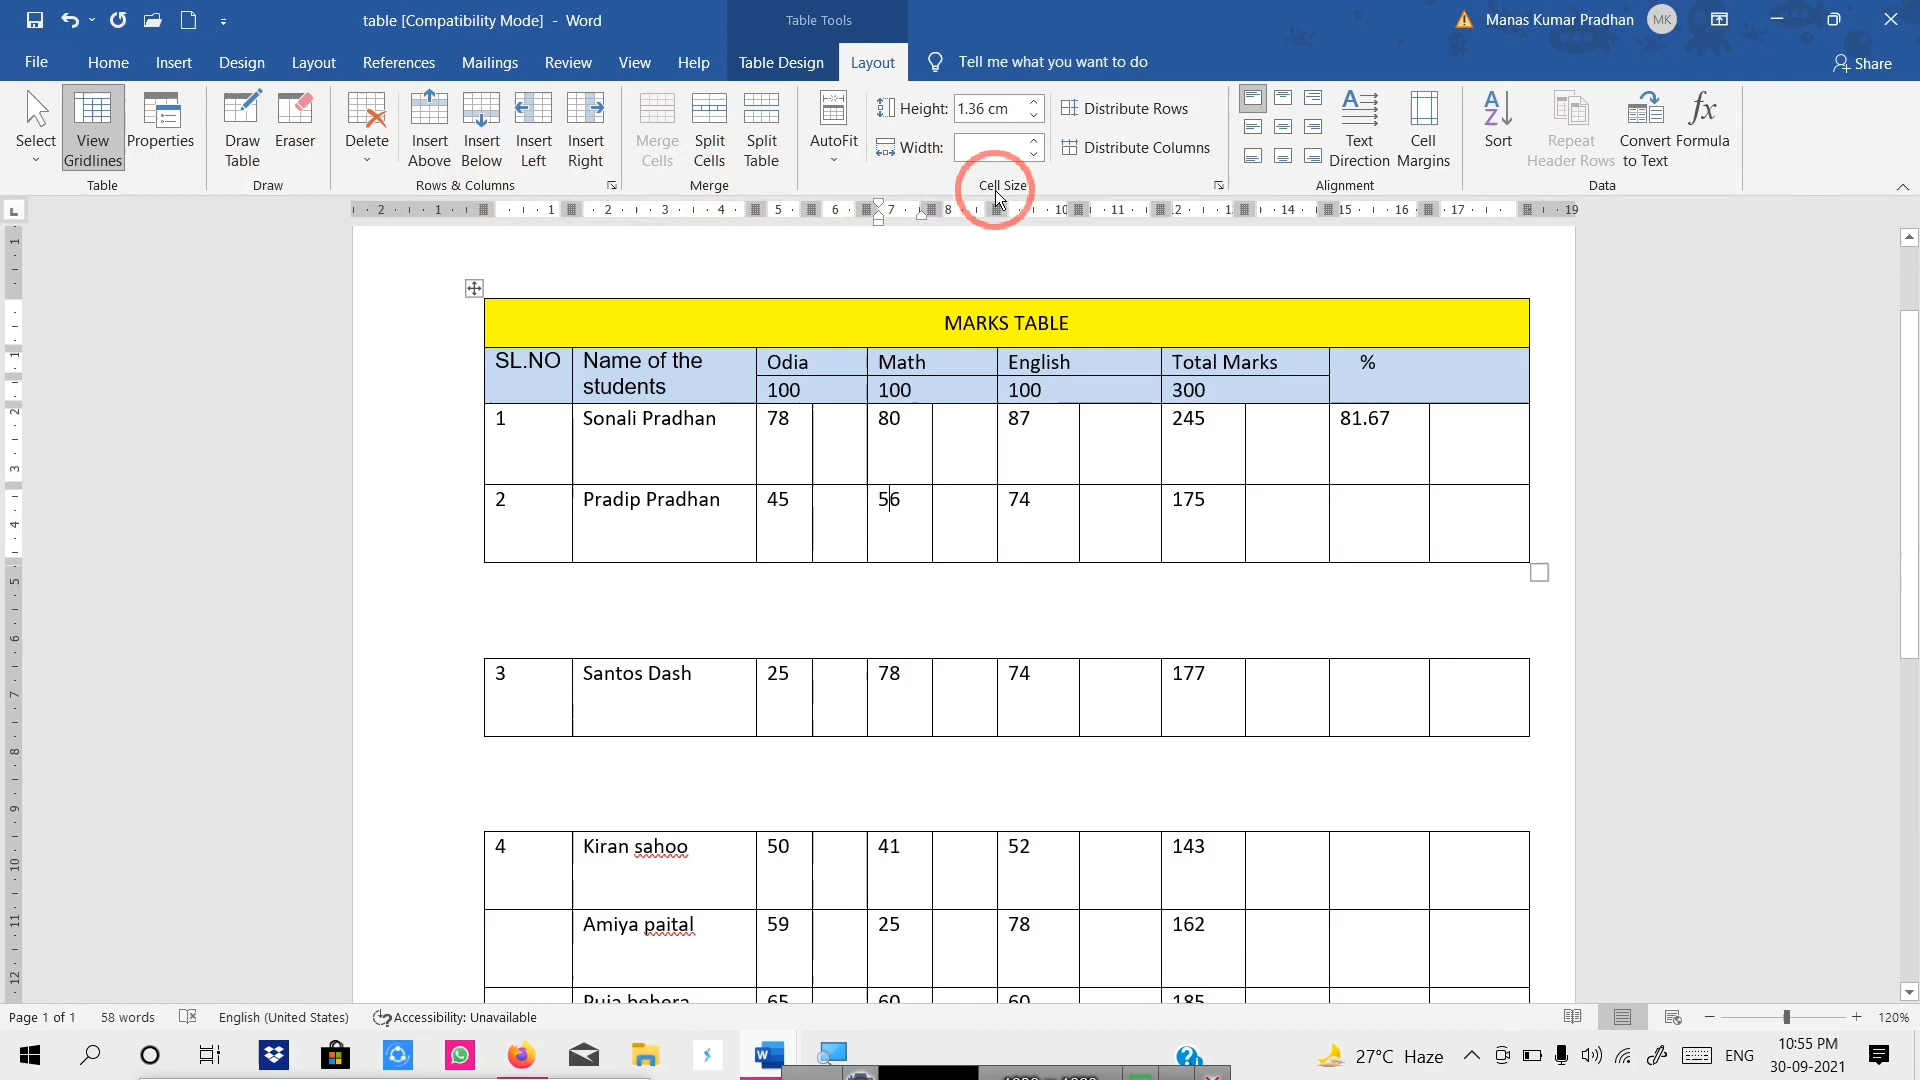 table [Compatibility Mode] - Word
Table Tools
Manas Kumar Pradhan
MK
File Home Insert Design Layout References Mailings Review View Help Table Design Layout Tell me what you want to do Share
Select
View Gridlines
Properties
Draw Table
Eraser
Delete
Insert Above
Insert Below
Insert Left
Insert Right
Merge Cells
Split Cells
Split Table
AutoFit
Height: 1.36 cm
Width:
Distribute Rows
Distribute Columns
Text Direction
Cell Margins
Sort
Repeat Header Rows
Convert to Text
Formula
Table Draw Rows & Columns Merge Cell Size Alignment Data
MARKS TABLE
SL.NO Name of the students Odia Math English Total Marks %
100 100 100 300
1 Sonali Pradhan 78 80 87 245 81.67
2 Pradip Pradhan 45 56 74 175
3 Santos Dash 25 78 74 177
4 Kiran sahoo 50 41 52 143
Amiya paital 59 25 78 162
Puja behera 65 60 60 185
Page 1 of 1 58 words English (United States) Accessibility: Unavailable 120%
27°C Haze ENG
10:55 PM
30-09-2021